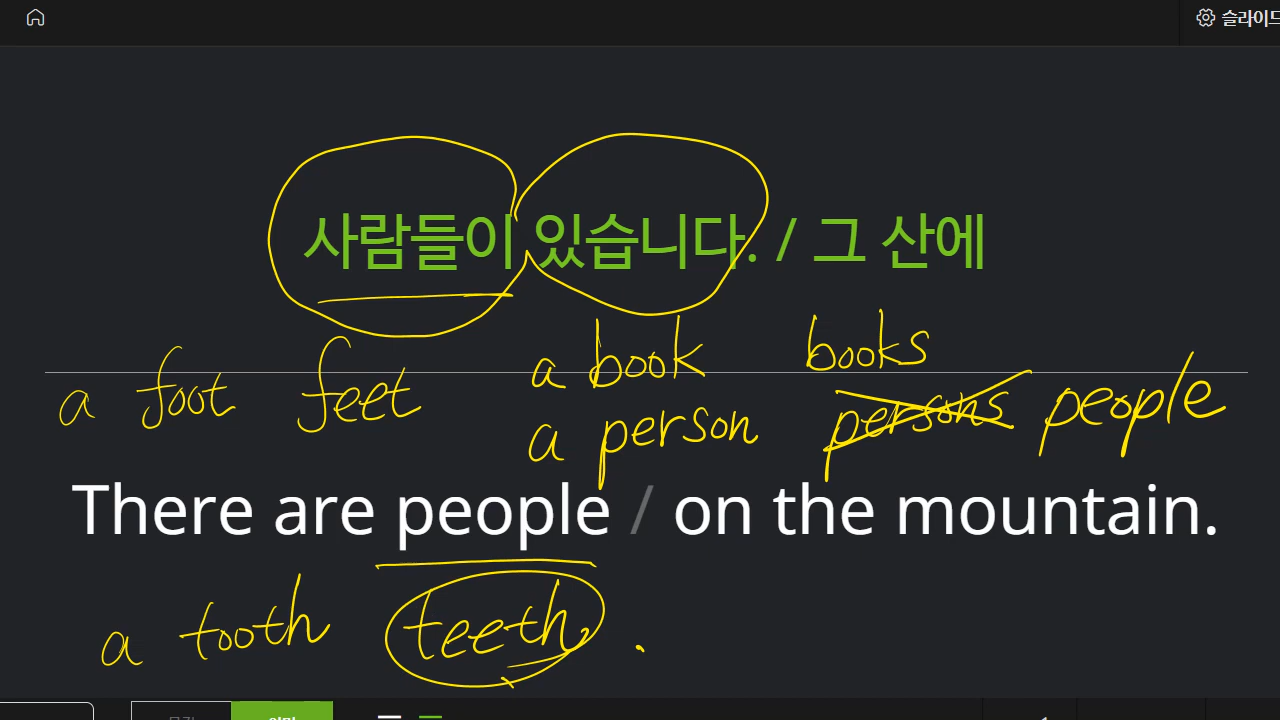 슬라이드
사람들이 있습니다. / 그 산에
a book books
a foot feet
a person persons people
There are people / on the mountain.
a tooth teeth.